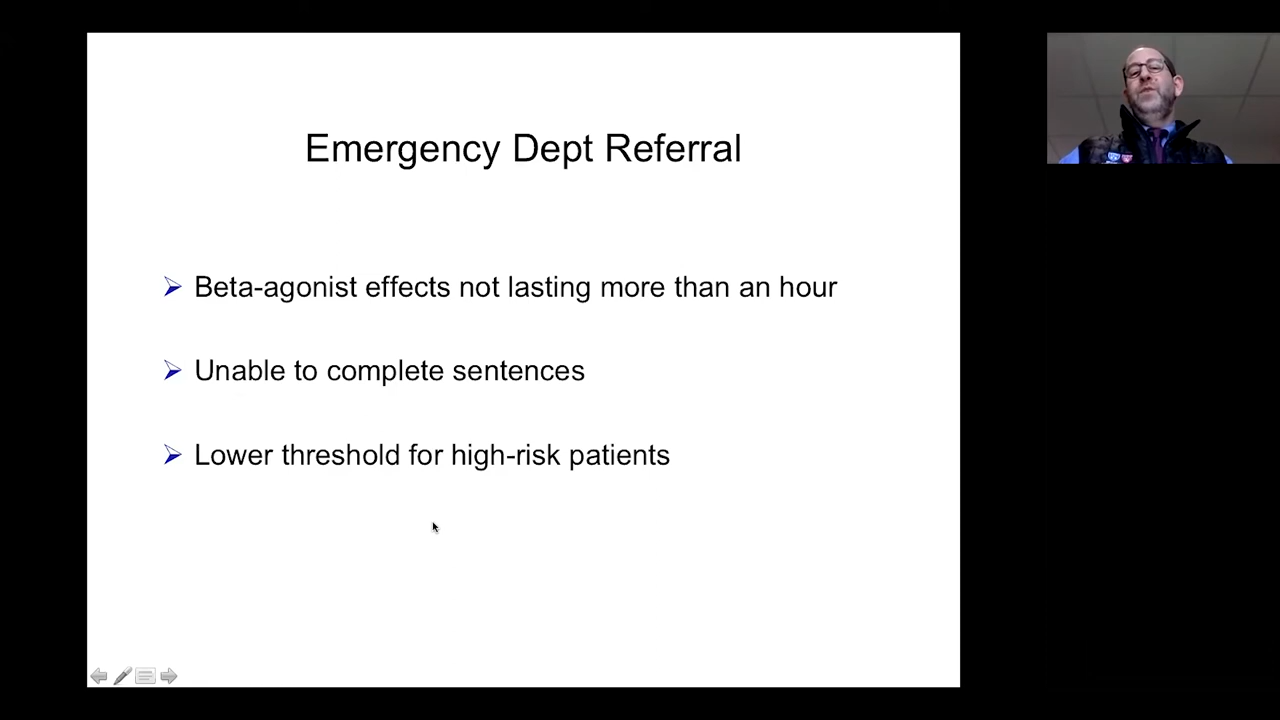 Emergency Dept Referral
Beta-agonist effects not lasting more than an hour
Unable to complete sentences
Lower threshold for high-risk patients